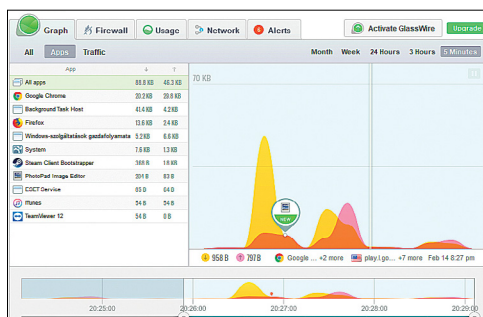 Graph Firewall Usage Network Alerts Activate GlassWire Upgrade
All Apps Traffic Month Week 24 Hours 3 Hours 5 Minutes
App ↓ ↑
All apps 88.8 KB 46.3 KB
Google Chrome 20.2 KB 29.8 KB
Background Task Host 41.4 KB 4.2 KB
Firefox 13.6 KB 2.4 KB
Windows-szolgáltatások gazdafolyamata 5.2 KB 6.6 KB
System 7.6 KB 1.3 KB
Steam Client Bootstrapper 388 B 1.8 KB
PhotoPad Image Editor 204 B 83 B
COCT Service 60 B 64 B
iTunes 54 B 54 B
TeamViewer 12 54 B 0 B
70 KB
NEW
958 B 797 B Google ... +2 more play.l.go... +7 more Feb 14 8:27 pm
20:25:00 20:26:00 20:27:00 20:28:00 20:29:00